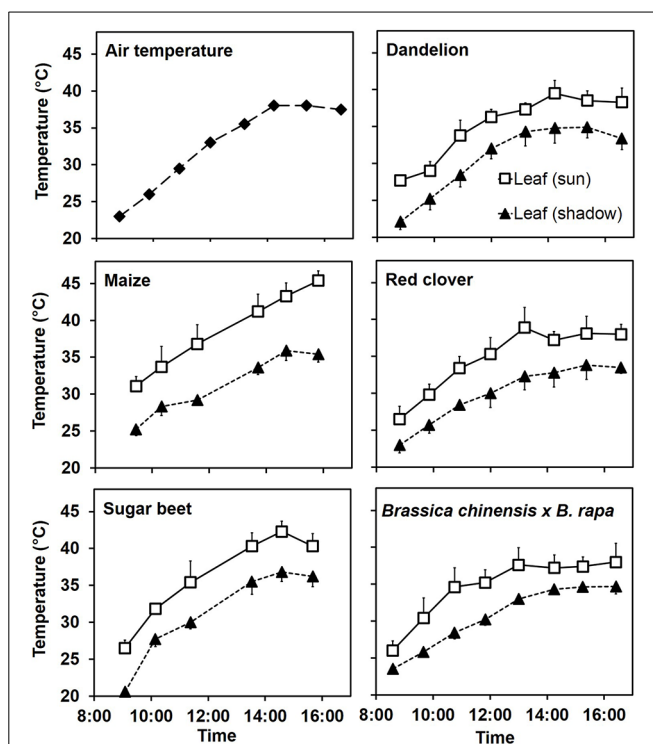 Air temperature
Temperature (°C)
45
40
35
30
25
20
Dandelion
Leaf (sun)
Leaf (shadow)
Maize
Temperature (°C)
45
40
35
30
25
20
Red clover
Sugar beet
Temperature (°C)
45
40
35
30
25
20
8:00 10:00 12:00 14:00 16:00
Time
Brassica chinensis x B. rapa
8:00 10:00 12:00 14:00 16:00
Time